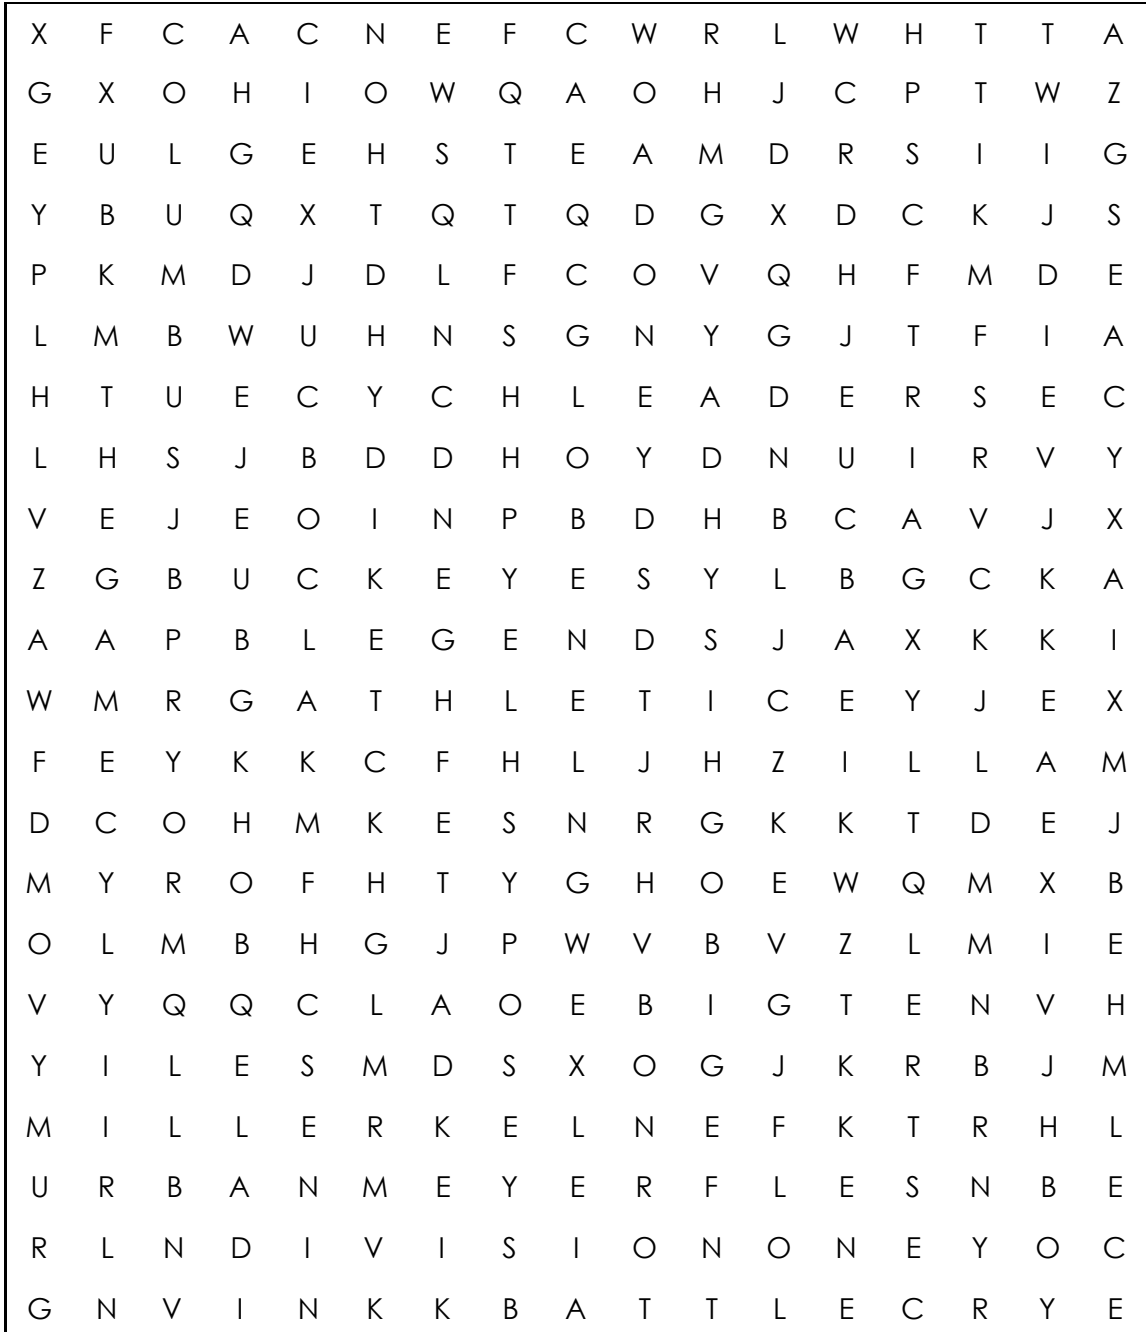 X F C A C N E F C W R L W H T T A
G X O H I O W Q A O H J C P T W Z
E U L G E H S T E A M D R S I I G
Y B U Q X T Q T Q D G X D C K J S
P K M D J D L F C O V Q H F M D E
L M B W U H N S G N Y G J T F I A
H T U E C Y C H L E A D E R S E C
L H S J B D D H O Y D N U I R V Y
V E J E O I N P B D H B C A V J X
Z G B U C K E Y E S Y L B G C K A
A A P B L E G E N D S J A X K K I
W M R G A T H L E T I C E Y J E X
F E Y K K C F H L J H Z I L L A M
D C O H M K E S N R G K K T D E J
M Y R O F H T Y G H O E W Q M X B
O L M B H G J P W V B V Z L M I E
V Y Q Q C L A O E B I G T E N V H
Y I L E S M D S X O G J K R B J M
M I L L E R K E L N E F K T R H L
U R B A N M E Y E R F L E S N B E
R L N D I V I S I O N O N E Y O C
G N V I N K K B A T T L E C R Y E